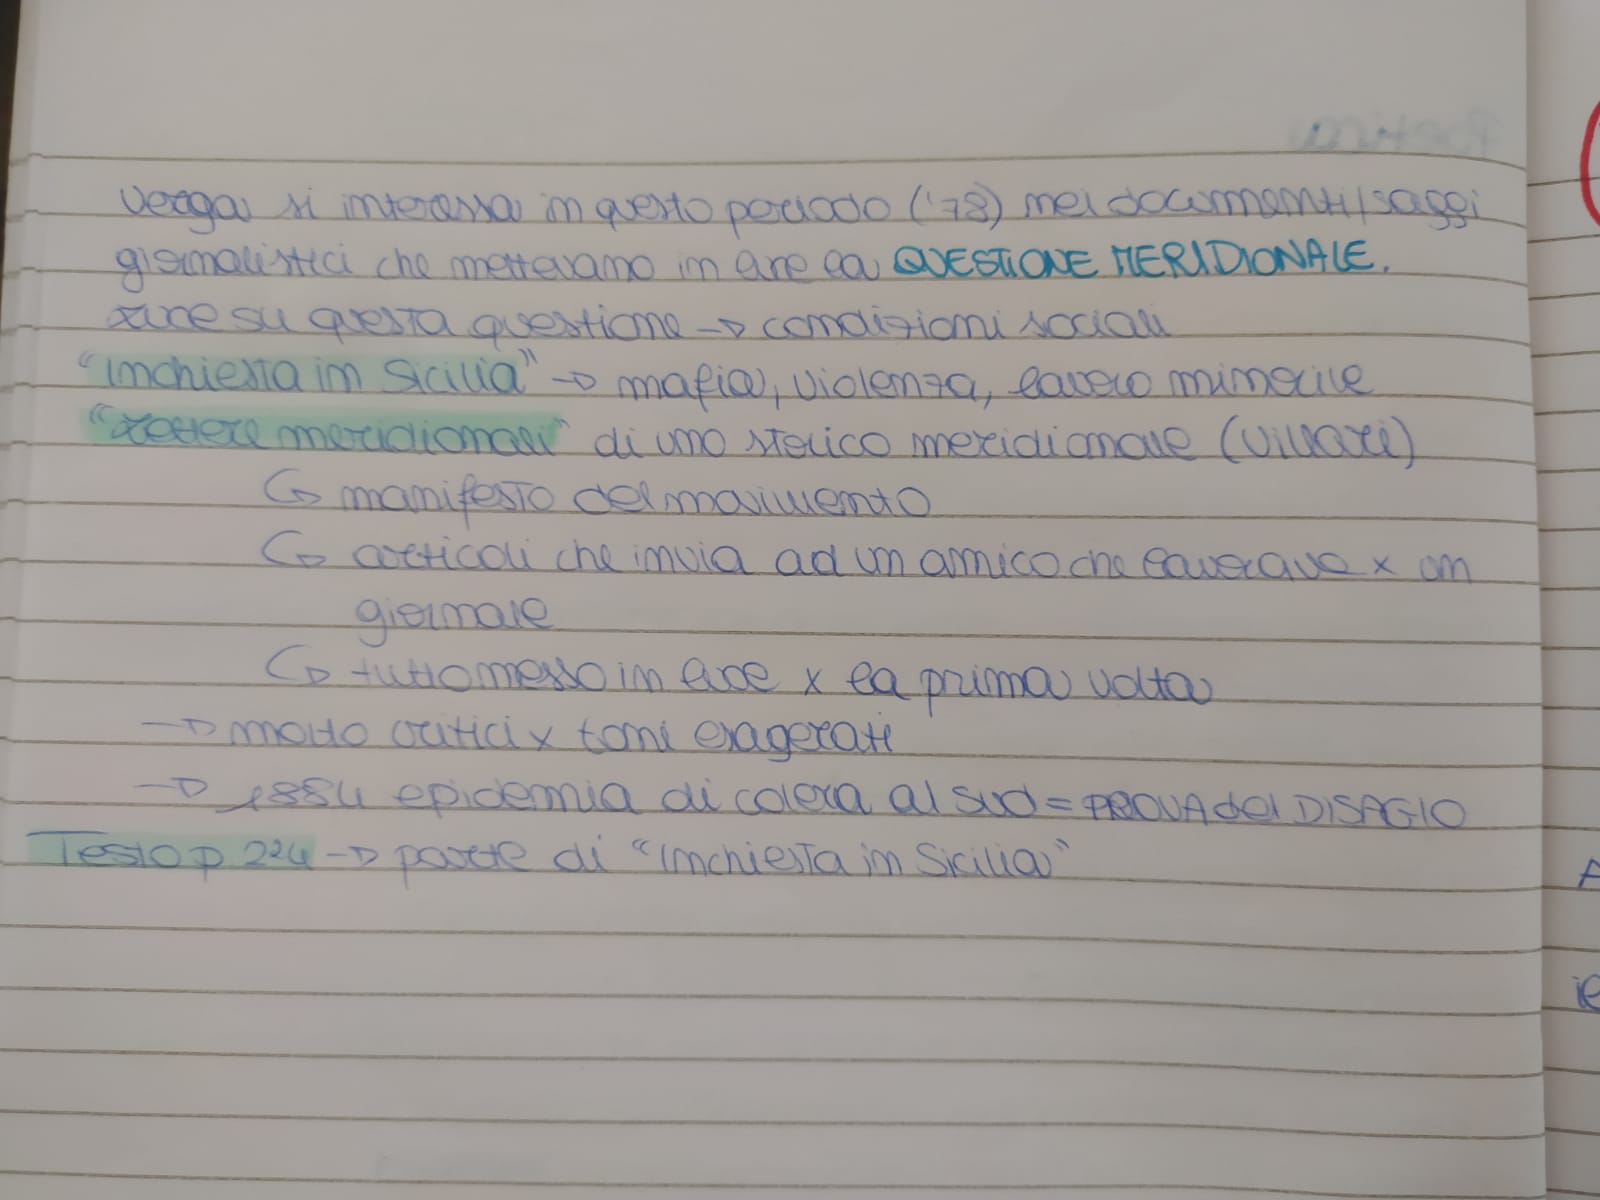 Verga si interessa in questo periodo ('78) nei documenti/saggi
giornalistici che mettevano in luce la QUESTIONE MERIDIONALE.
Luce su questa questione → condizioni sociali
"Inchiesta in Sicilia" → mafia, violenza, lavoro minorile
"Lettere meridionali" di uno storico meridionale (Villari)
↳ manifesto del movimento
↳ articoli che invia ad un amico che lavorava x un
giornale
↳ tutto messo in luce x la prima volta
→ molto critici x toni esagerati
→ 1884 epidemia di colera al sud = PROVA del DISAGIO
Testo p 224 → parte di "Inchiesta in Sicilia"